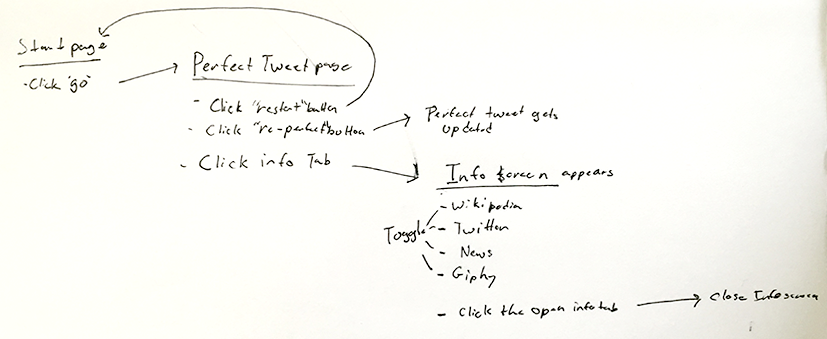 Start page
- Click "go"
Perfect Tweet page
- Click "restart" button
- Click "re-perfect" button
Perfect tweet gets
updated
- Click info Tab
Info Screen appears
Toggle
- Wikipedia
- Twitter
- News
- Giphy
- Click the open info tab
Close Info screen